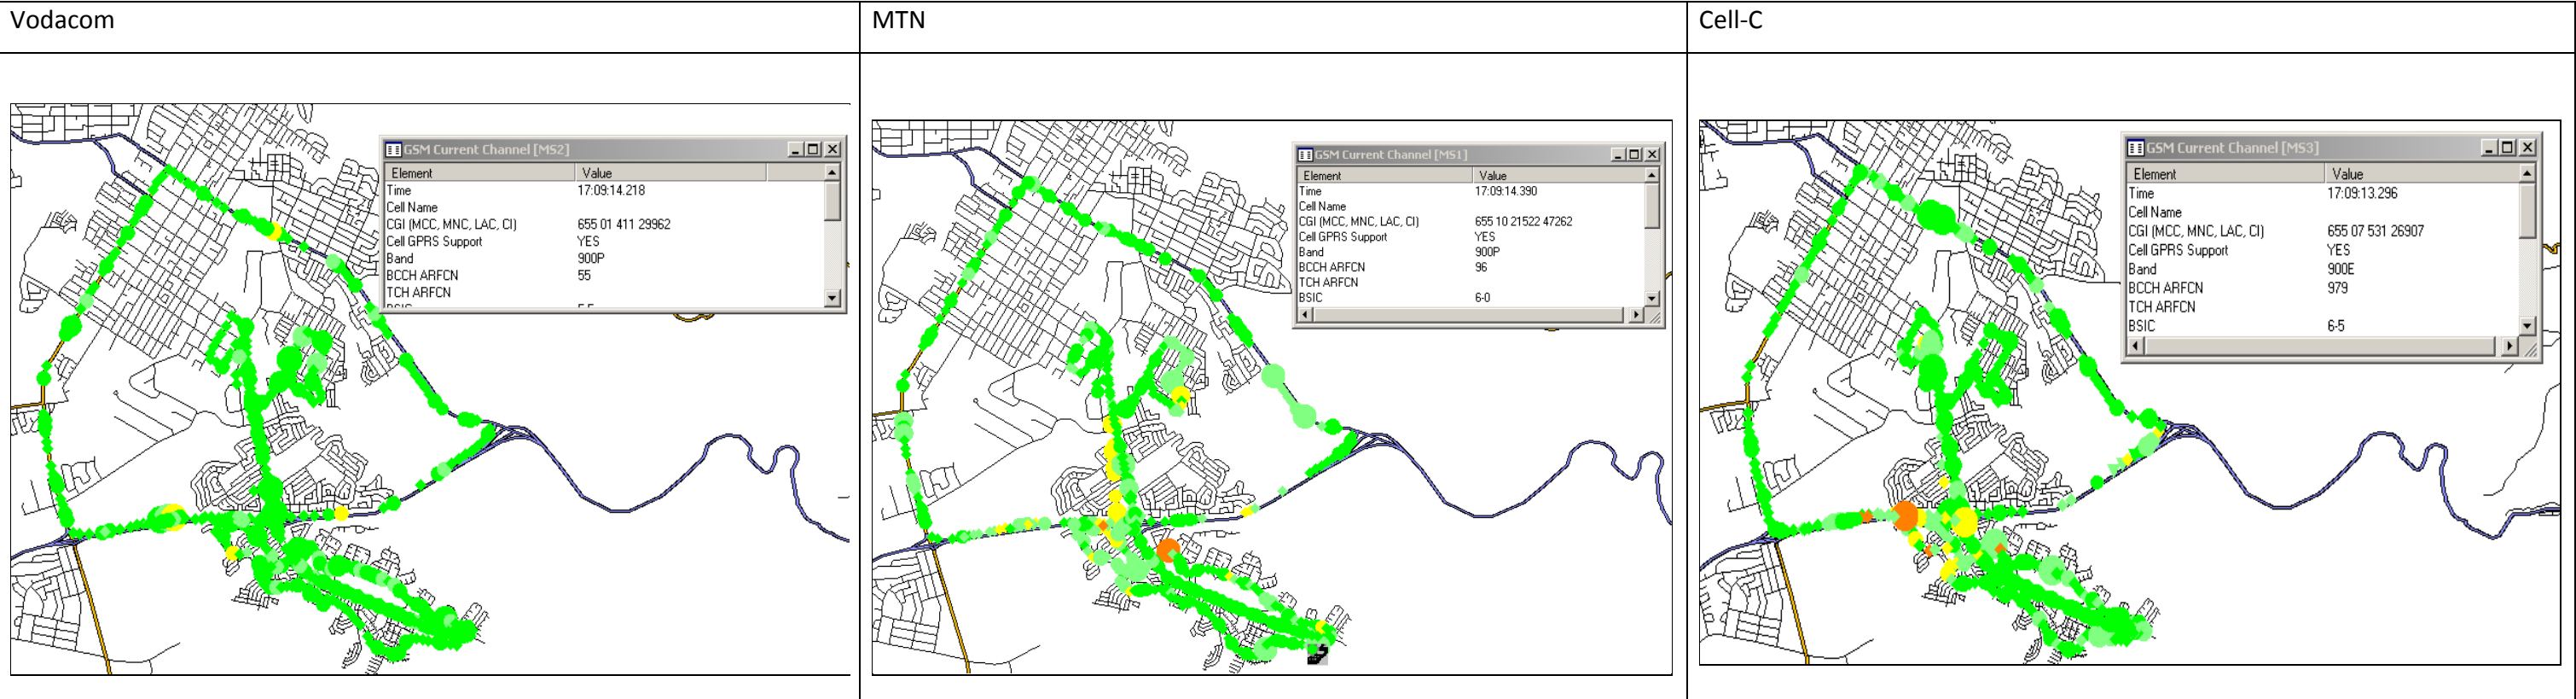 Vodacom
MTN
Cell-C
GSM Current Channel [MS2]
Element Value
Time 17:09:14.218
Cell Name
CGI (MCC, MNC, LAC, CI) 655 01 411 29962
Cell GPRS Support YES
Band 900P
BCCH ARFCN 55
TCH ARFCN
GSM Current Channel [MS1]
Element Value
Time 17:09:14.390
Cell Name
CGI (MCC, MNC, LAC, CI) 655 10 21522 47262
Cell GPRS Support YES
Band 900P
BCCH ARFCN 96
TCH ARFCN
BSIC 6-0
GSM Current Channel [MS3]
Element Value
Time 17:09:13.296
Cell Name
CGI (MCC, MNC, LAC, CI) 655 07 531 26907
Cell GPRS Support YES
Band 900E
BCCH ARFCN 979
TCH ARFCN
BSIC 6-5